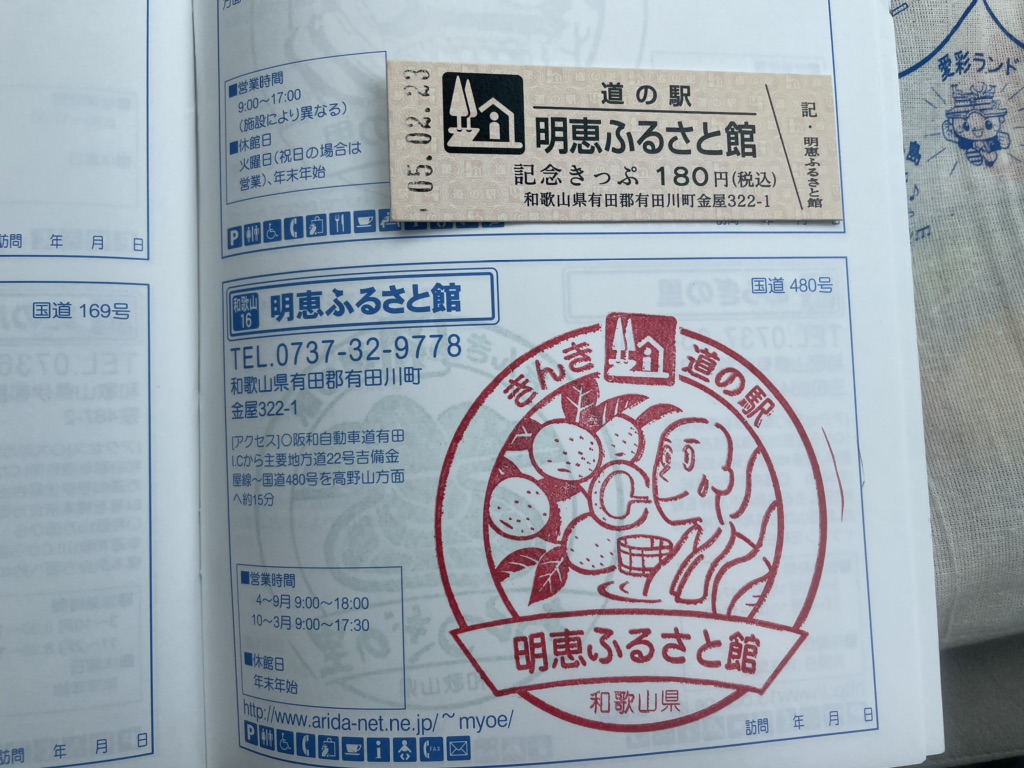 ■営業時間
9:00〜17:00
(施設により異なる)
■休館日
火曜日(祝日の場合は
営業)、年末年始
05.02.23
道の駅
明恵ふるさと館
記念きっぷ 180円(税込)
和歌山県有田郡有田川町金屋322-1
記・明恵ふるさと館
愛彩ランド
訪問 年 月 日
国道 169号
訪問 年 月 日
和歌山
16
明恵ふるさと館
国道 480号
TEL.0737-32-9778
和歌山県有田郡有田川町
金屋322-1
[アクセス]○阪和自動車道有田
I.Cから主要地方道22号吉備金
屋線〜国道480号を高野山方面
へ約15分
■営業時間
4〜9月 9:00〜18:00
10〜3月 9:00〜17:30
■休館日
年末年始
http://www.arida-net.ne.jp/~myoe/
P
FAX
きんき 道の駅
明恵ふるさと館
和歌山県
訪問 年 月 日